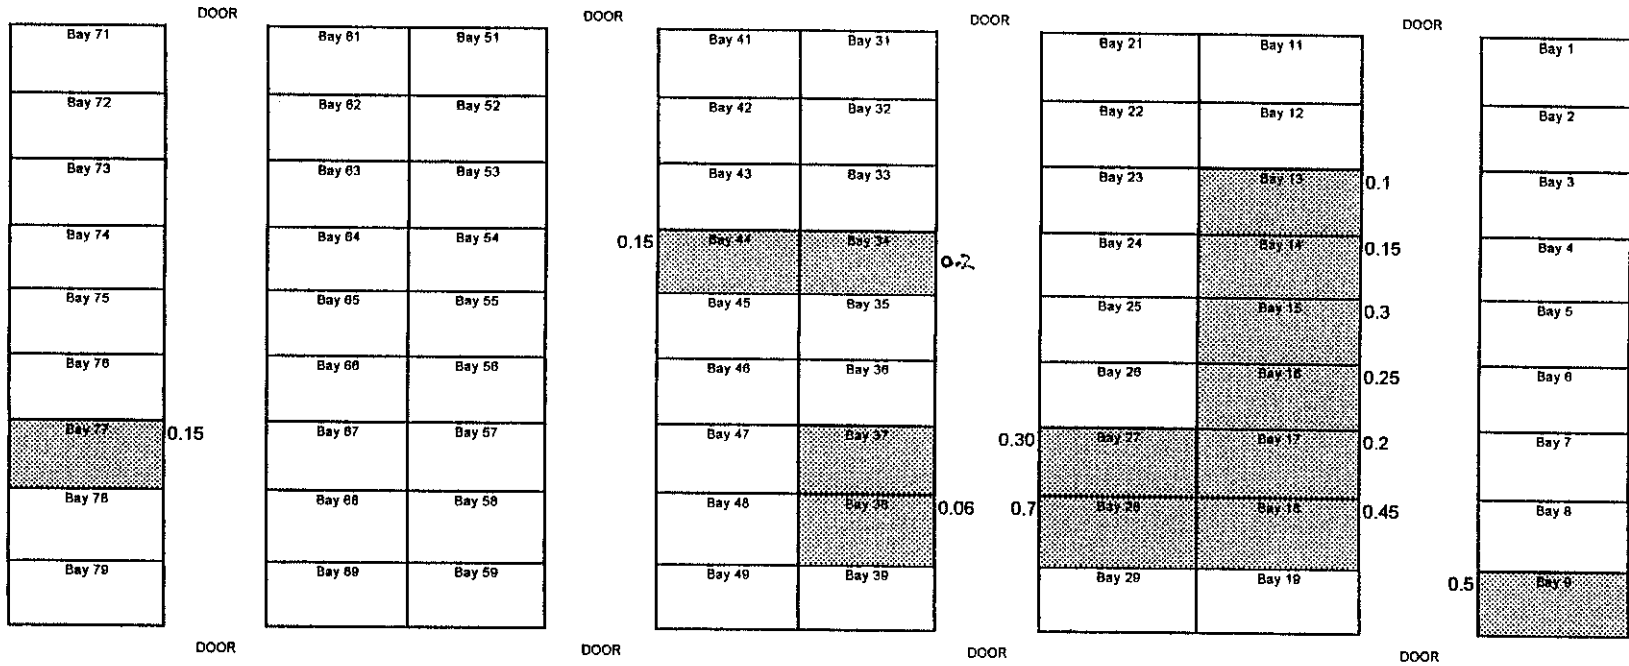 DOOR DOOR DOOR DOOR
Bay 71 Bay 61 Bay 51 Bay 41 Bay 31 Bay 21 Bay 11 Bay 1
Bay 72 Bay 62 Bay 52 Bay 42 Bay 32 Bay 22 Bay 12 Bay 2
Bay 73 Bay 63 Bay 53 Bay 43 Bay 33 Bay 23 Bay 13 0.1 Bay 3
Bay 74 Bay 64 Bay 54 0.15 Bay 44 Bay 34 0.2 Bay 24 Bay 14 0.15 Bay 4
Bay 75 Bay 65 Bay 55 Bay 45 Bay 35 Bay 25 Bay 15 0.3 Bay 5
Bay 76 Bay 66 Bay 56 Bay 46 Bay 36 Bay 26 Bay 16 0.25 Bay 6
Bay 77 0.15 Bay 67 Bay 57 Bay 47 Bay 37 0.30 Bay 27 Bay 17 0.2 Bay 7
Bay 78 Bay 68 Bay 58 Bay 48 Bay 38 0.06 0.7 Bay 28 Bay 18 0.45 Bay 8
Bay 79 Bay 69 Bay 59 Bay 49 Bay 39 Bay 29 Bay 19 0.5 Bay 9
DOOR DOOR DOOR DOOR